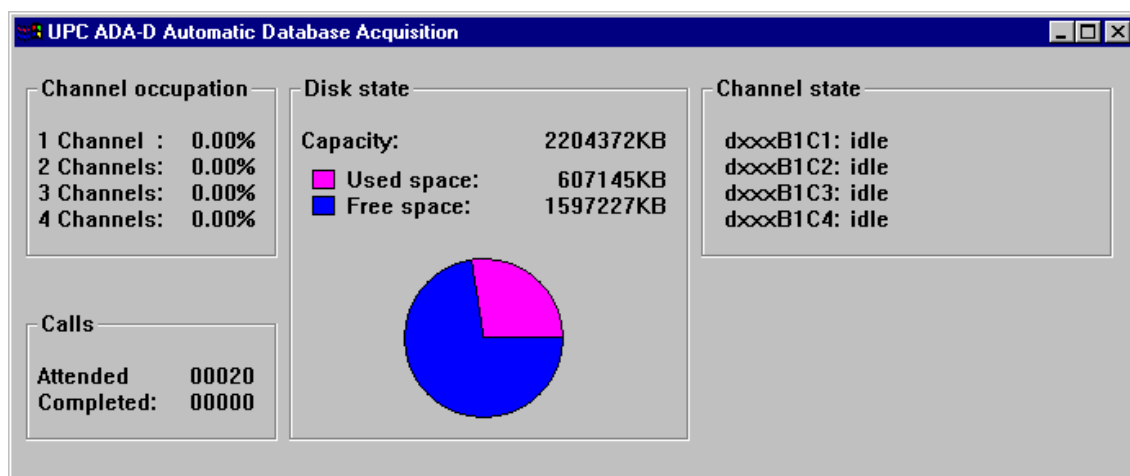 UPC ADA-D Automatic Database Acquisition
Channel occupation
1 Channel : 0.00%
2 Channels: 0.00%
3 Channels: 0.00%
4 Channels: 0.00%
Calls
Attended 00020
Completed: 00000
Disk state
Capacity: 2204372KB
Used space: 607145KB
Free space: 1597227KB
Channel state
dxxxB1C1: idle
dxxxB1C2: idle
dxxxB1C3: idle
dxxxB1C4: idle